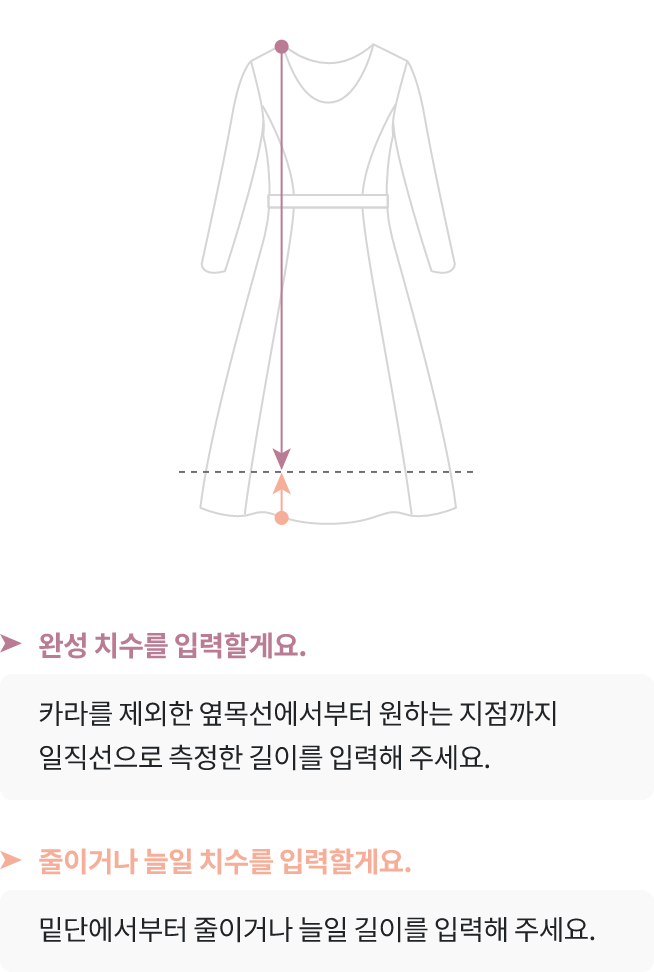 완성 치수를 입력할게요.
카라를 제외한 옆목선에서부터 원하는 지점까지
일직선으로 측정한 길이를 입력해 주세요.
줄이거나 늘일 치수를 입력할게요.
밑단에서부터 줄이거나 늘일 길이를 입력해 주세요.